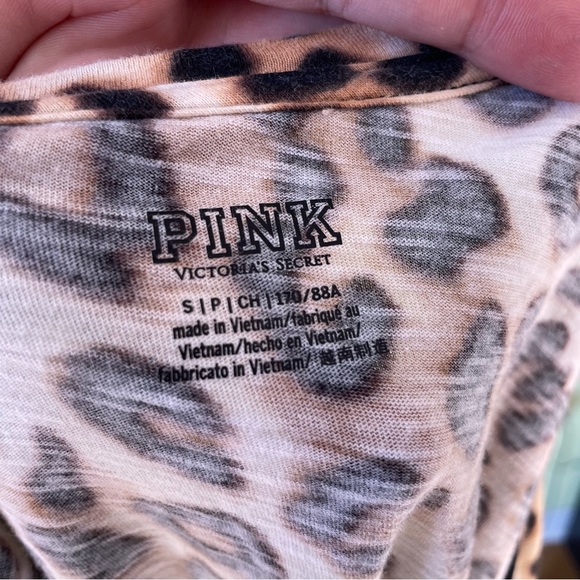 PINK
VICTORIA'S SECRET
S|P|CH|170/88A
made in Vietnam/fabriqué au
Vietnam/hecho en Vietnam/
fabbricato in Vietnam/ 越南制造